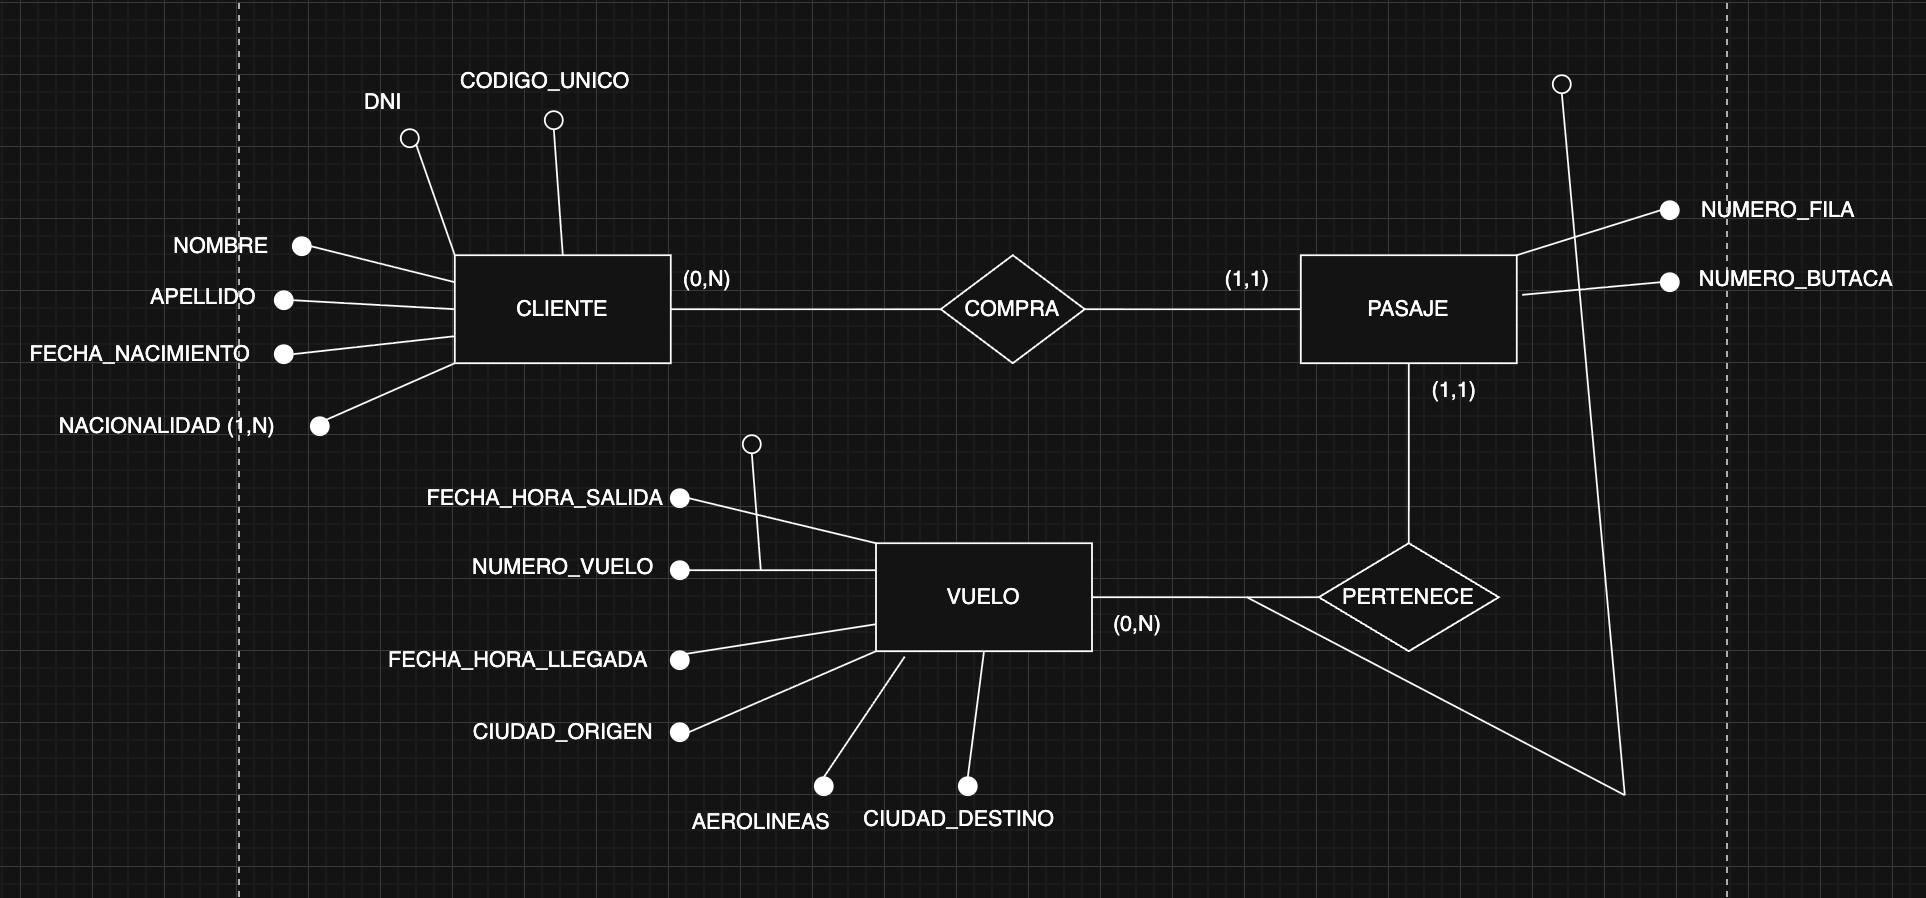 CODIGO_UNICO
DNI
NOMBRE
APELLIDO
FECHA_NACIMIENTO
NACIONALIDAD (1,N)
CLIENTE
(0,N)
COMPRA
(1,1)
PASAJE
NUMERO_FILA
NUMERO_BUTACA
(1,1)
FECHA_HORA_SALIDA
NUMERO_VUELO
FECHA_HORA_LLEGADA
CIUDAD_ORIGEN
AEROLINEAS
CIUDAD_DESTINO
VUELO
(0,N)
PERTENECE